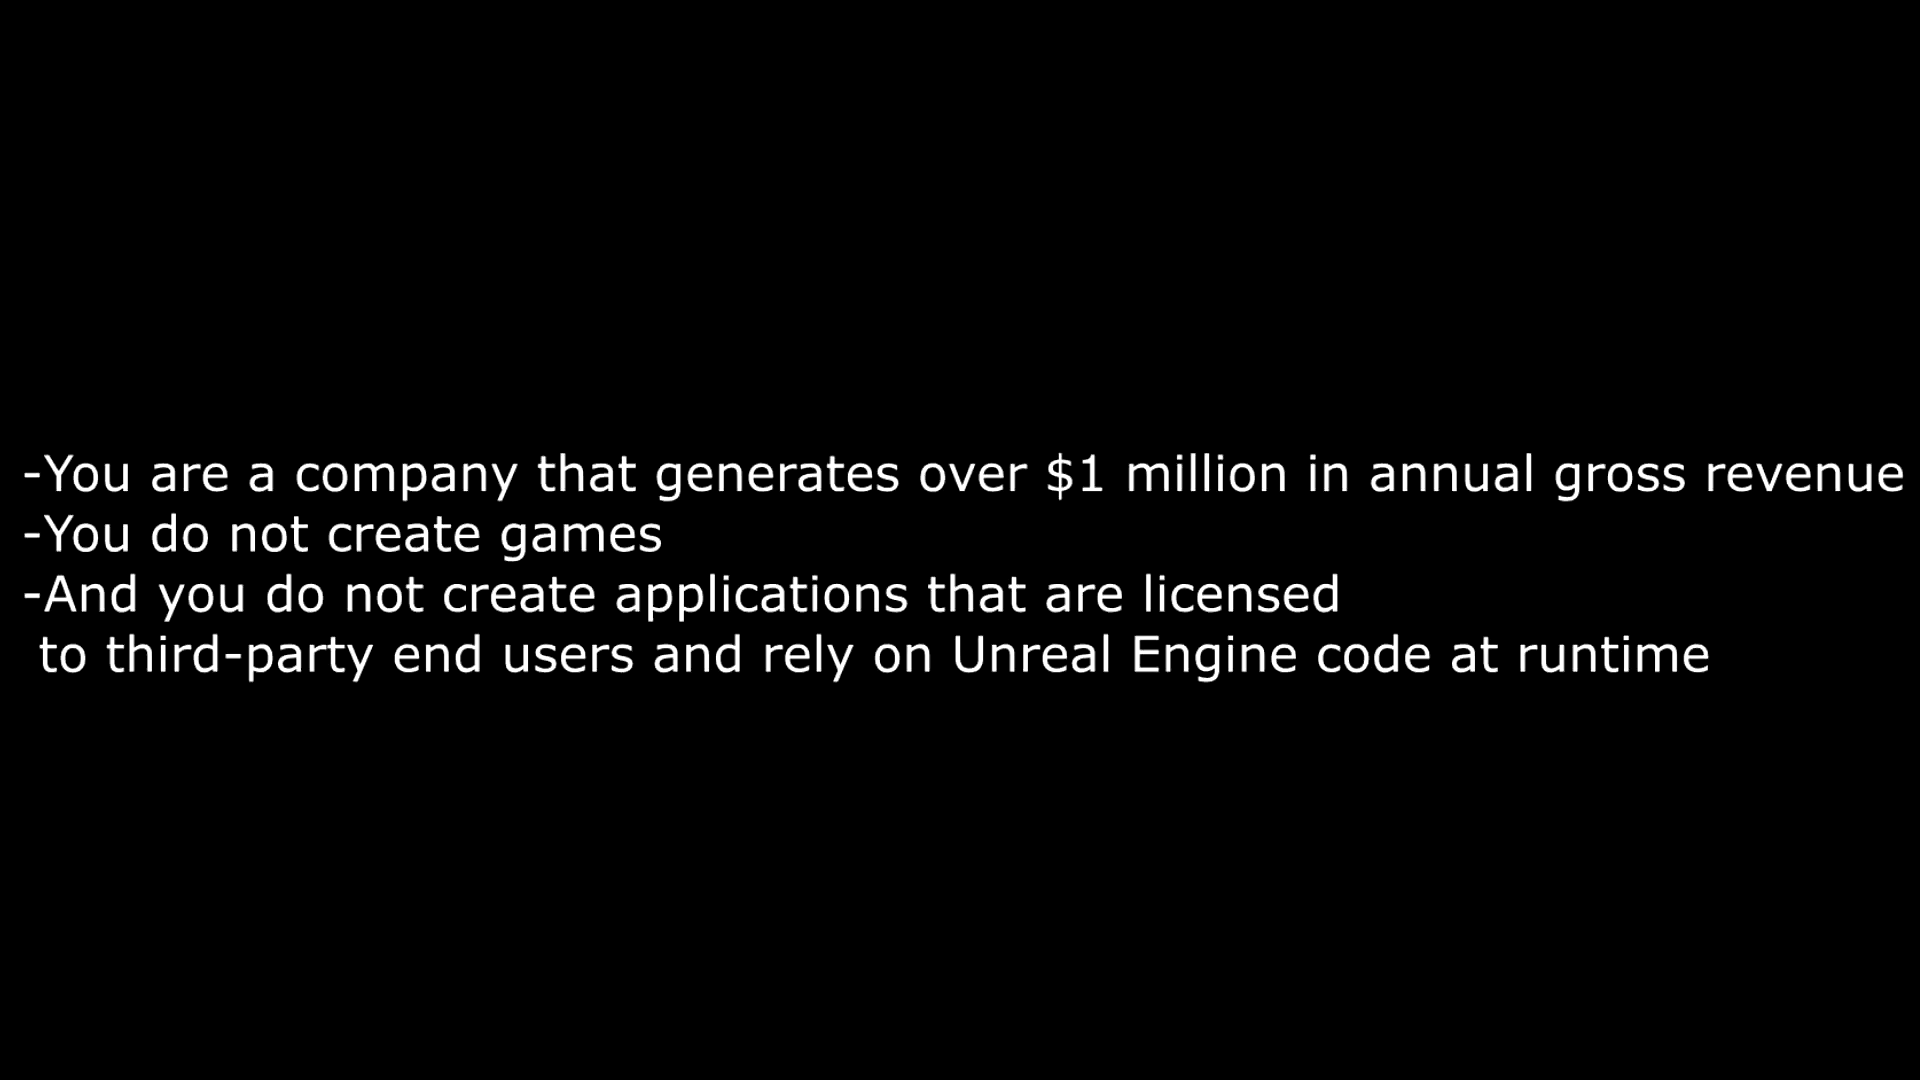 -You are a company that generates over $1 million in annual gross revenue
-You do not create games
-And you do not create applications that are licensed
to third-party end users and rely on Unreal Engine code at runtime